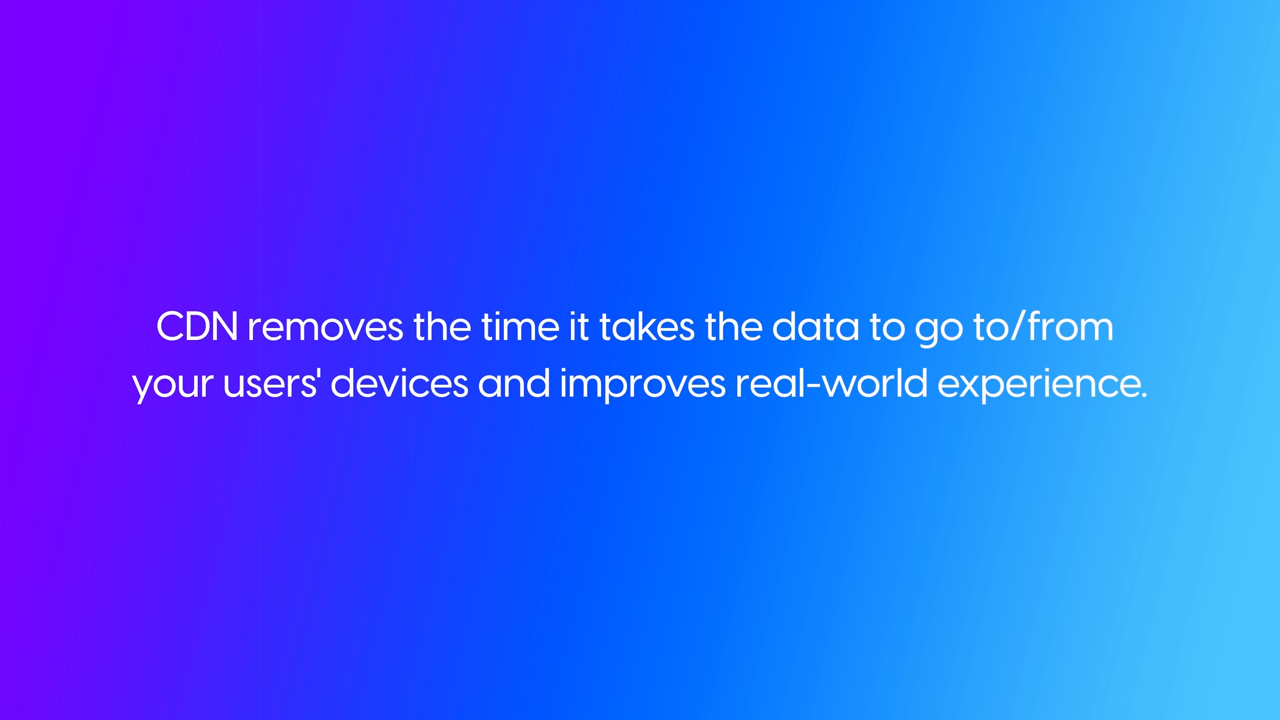 CDN removes the time it takes the data to go to/from
your users' devices and improves real-world experience.